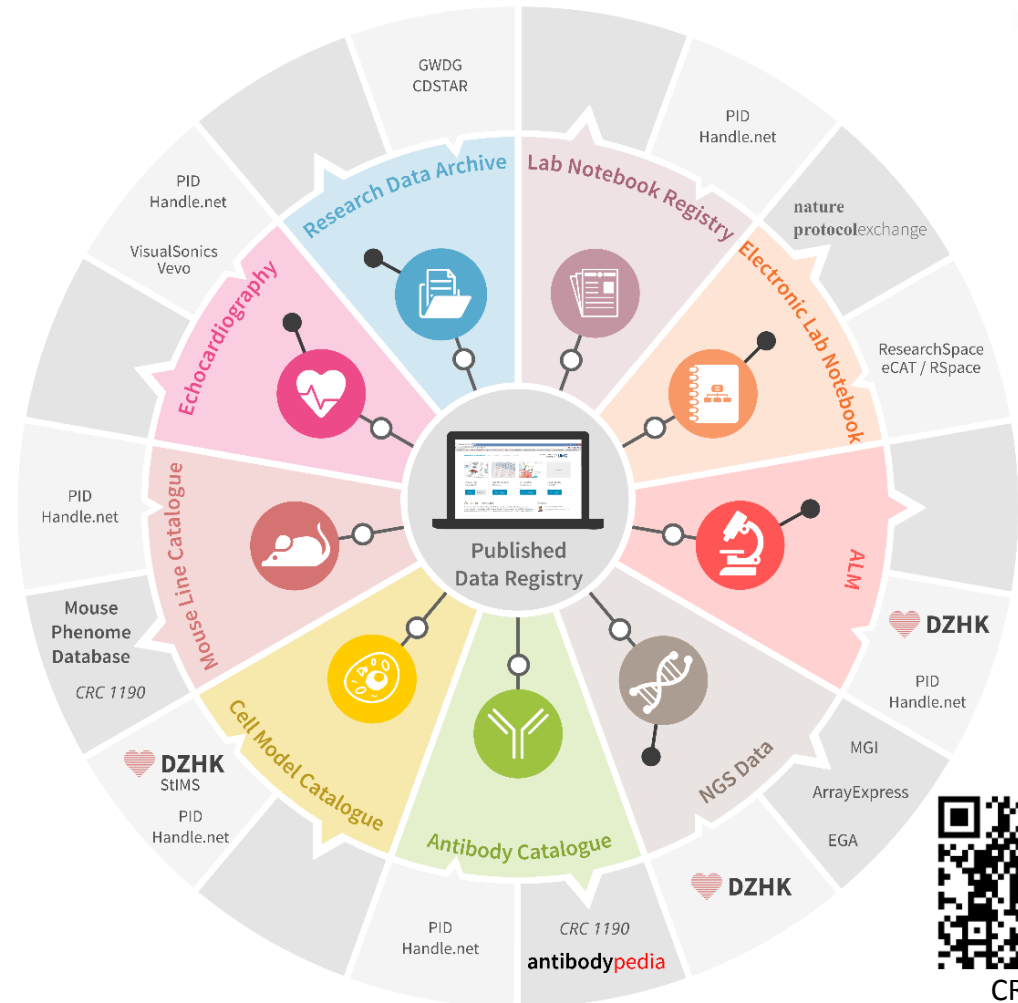 GWDG
CDSTAR
PID
Handle.net
nature
protocolexchange
PID
Handle.net
VisualSonics
Vevo
Research Data Archive
Lab Notebook Registry
Electronic Lab Notebook
Echocardiography
ResearchSpace
eCAT / RSpace
PID
Handle.net
Mouse Line Catalogue
Published
Data Registry
ALM
Mouse
Phenome
Database
CRC 1190
DZHK
PID
Handle.net
Cell Model Catalogue
NGS Data
MGI
ArrayExpress
EGA
DZHK
StIMS
PID
Handle.net
Antibody Catalogue
DZHK
PID
Handle.net
CRC 1190
antibodypedia
CR